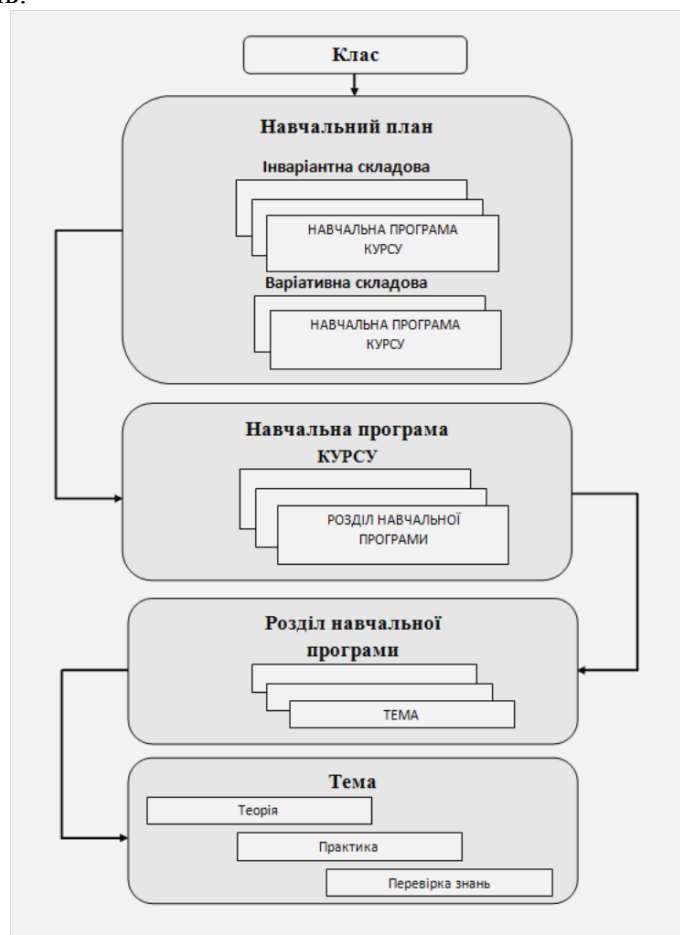 Клас
Навчальний план
Інваріантна складова
НАВЧАЛЬНА ПРОГРАМА
КУРСУ
Варіативна складова
НАВЧАЛЬНА ПРОГРАМА
КУРСУ
Навчальна програма
КУРСУ
РОЗДІЛ НАВЧАЛЬНОЇ
ПРОГРАМИ
Розділ навчальної
програми
ТЕМА
Тема
Теорія
Практика
Перевірка знань